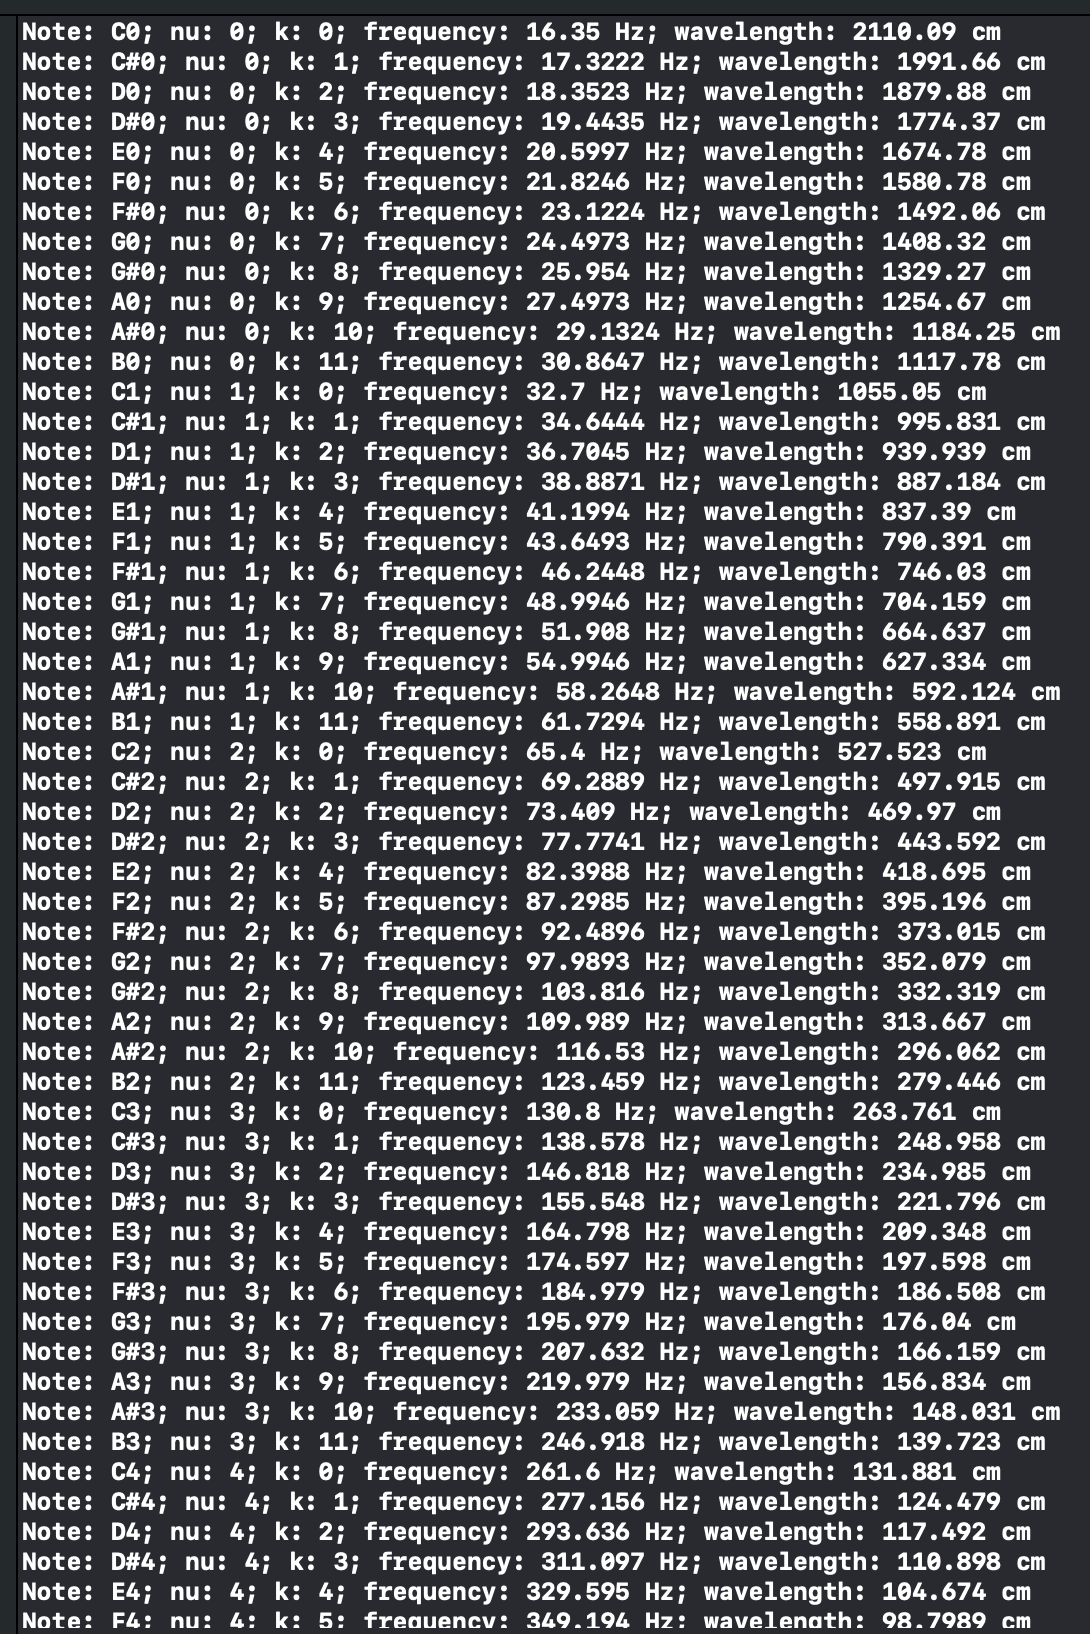 Note: C0; nu: 0; k: 0; frequency: 16.35 Hz; wavelength: 2110.09 cm
Note: C#0; nu: 0; k: 1; frequency: 17.3222 Hz; wavelength: 1991.66 cm
Note: D0; nu: 0; k: 2; frequency: 18.3523 Hz; wavelength: 1879.88 cm
Note: D#0; nu: 0; k: 3; frequency: 19.4435 Hz; wavelength: 1774.37 cm
Note: E0; nu: 0; k: 4; frequency: 20.5997 Hz; wavelength: 1674.78 cm
Note: F0; nu: 0; k: 5; frequency: 21.8246 Hz; wavelength: 1580.78 cm
Note: F#0; nu: 0; k: 6; frequency: 23.1224 Hz; wavelength: 1492.06 cm
Note: G0; nu: 0; k: 7; frequency: 24.4973 Hz; wavelength: 1408.32 cm
Note: G#0; nu: 0; k: 8; frequency: 25.954 Hz; wavelength: 1329.27 cm
Note: A0; nu: 0; k: 9; frequency: 27.4973 Hz; wavelength: 1254.67 cm
Note: A#0; nu: 0; k: 10; frequency: 29.1324 Hz; wavelength: 1184.25 cm
Note: B0; nu: 0; k: 11; frequency: 30.8647 Hz; wavelength: 1117.78 cm
Note: C1; nu: 1; k: 0; frequency: 32.7 Hz; wavelength: 1055.05 cm
Note: C#1; nu: 1; k: 1; frequency: 34.6444 Hz; wavelength: 995.831 cm
Note: D1; nu: 1; k: 2; frequency: 36.7045 Hz; wavelength: 939.939 cm
Note: D#1; nu: 1; k: 3; frequency: 38.8871 Hz; wavelength: 887.184 cm
Note: E1; nu: 1; k: 4; frequency: 41.1994 Hz; wavelength: 837.39 cm
Note: F1; nu: 1; k: 5; frequency: 43.6493 Hz; wavelength: 790.391 cm
Note: F#1; nu: 1; k: 6; frequency: 46.2448 Hz; wavelength: 746.03 cm
Note: G1; nu: 1; k: 7; frequency: 48.9946 Hz; wavelength: 704.159 cm
Note: G#1; nu: 1; k: 8; frequency: 51.908 Hz; wavelength: 664.637 cm
Note: A1; nu: 1; k: 9; frequency: 54.9946 Hz; wavelength: 627.334 cm
Note: A#1; nu: 1; k: 10; frequency: 58.2648 Hz; wavelength: 592.124 cm
Note: B1; nu: 1; k: 11; frequency: 61.7294 Hz; wavelength: 558.891 cm
Note: C2; nu: 2; k: 0; frequency: 65.4 Hz; wavelength: 527.523 cm
Note: C#2; nu: 2; k: 1; frequency: 69.2889 Hz; wavelength: 497.915 cm
Note: D2; nu: 2; k: 2; frequency: 73.409 Hz; wavelength: 469.97 cm
Note: D#2; nu: 2; k: 3; frequency: 77.7741 Hz; wavelength: 443.592 cm
Note: E2; nu: 2; k: 4; frequency: 82.3988 Hz; wavelength: 418.695 cm
Note: F2; nu: 2; k: 5; frequency: 87.2985 Hz; wavelength: 395.196 cm
Note: F#2; nu: 2; k: 6; frequency: 92.4896 Hz; wavelength: 373.015 cm
Note: G2; nu: 2; k: 7; frequency: 97.9893 Hz; wavelength: 352.079 cm
Note: G#2; nu: 2; k: 8; frequency: 103.816 Hz; wavelength: 332.319 cm
Note: A2; nu: 2; k: 9; frequency: 109.989 Hz; wavelength: 313.667 cm
Note: A#2; nu: 2; k: 10; frequency: 116.53 Hz; wavelength: 296.062 cm
Note: B2; nu: 2; k: 11; frequency: 123.459 Hz; wavelength: 279.446 cm
Note: C3; nu: 3; k: 0; frequency: 130.8 Hz; wavelength: 263.761 cm
Note: C#3; nu: 3; k: 1; frequency: 138.578 Hz; wavelength: 248.958 cm
Note: D3; nu: 3; k: 2; frequency: 146.818 Hz; wavelength: 234.985 cm
Note: D#3; nu: 3; k: 3; frequency: 155.548 Hz; wavelength: 221.796 cm
Note: E3; nu: 3; k: 4; frequency: 164.798 Hz; wavelength: 209.348 cm
Note: F3; nu: 3; k: 5; frequency: 174.597 Hz; wavelength: 197.598 cm
Note: F#3; nu: 3; k: 6; frequency: 184.979 Hz; wavelength: 186.508 cm
Note: G3; nu: 3; k: 7; frequency: 195.979 Hz; wavelength: 176.04 cm
Note: G#3; nu: 3; k: 8; frequency: 207.632 Hz; wavelength: 166.159 cm
Note: A3; nu: 3; k: 9; frequency: 219.979 Hz; wavelength: 156.834 cm
Note: A#3; nu: 3; k: 10; frequency: 233.059 Hz; wavelength: 148.031 cm
Note: B3; nu: 3; k: 11; frequency: 246.918 Hz; wavelength: 139.723 cm
Note: C4; nu: 4; k: 0; frequency: 261.6 Hz; wavelength: 131.881 cm
Note: C#4; nu: 4; k: 1; frequency: 277.156 Hz; wavelength: 124.479 cm
Note: D4; nu: 4; k: 2; frequency: 293.636 Hz; wavelength: 117.492 cm
Note: D#4; nu: 4; k: 3; frequency: 311.097 Hz; wavelength: 110.898 cm
Note: E4; nu: 4; k: 4; frequency: 329.595 Hz; wavelength: 104.674 cm
Note: F4; nu: 4; k: 5; frequency: 349.194 Hz; wavelength: 98.7989 cm